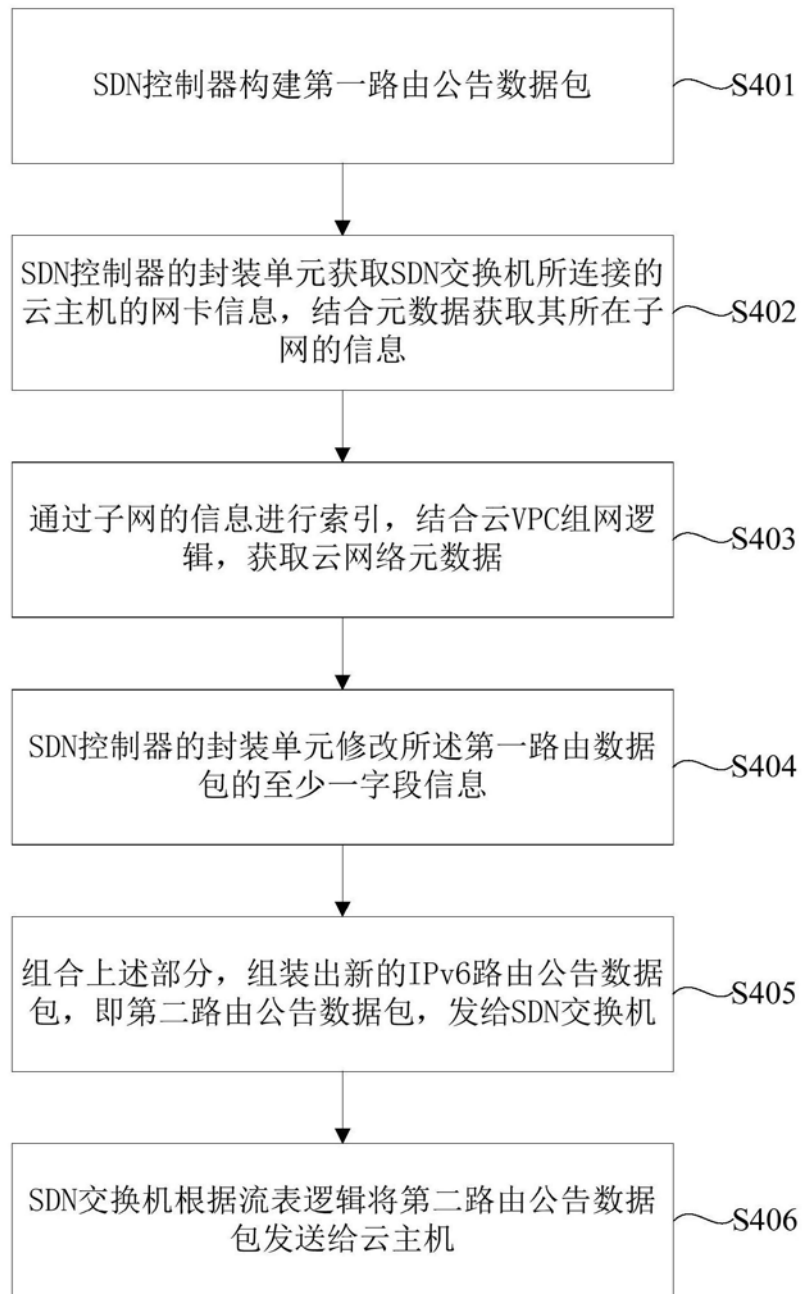 SDN控制器构建第一路由公告数据包
S401
SDN控制器的封装单元获取SDN交换机所连接的
云主机的网卡信息，结合元数据获取其所在子
网的信息
S402
通过子网的信息进行索引，结合云VPC组网逻
辑，获取云网络元数据
S403
SDN控制器的封装单元修改所述第一路由数据
包的至少一字段信息
S404
组合上述部分，组装出新的IPv6路由公告数据
包，即第二路由公告数据包，发给SDN交换机
S405
SDN交换机根据流表逻辑将第二路由公告数据
包发送给云主机
S406